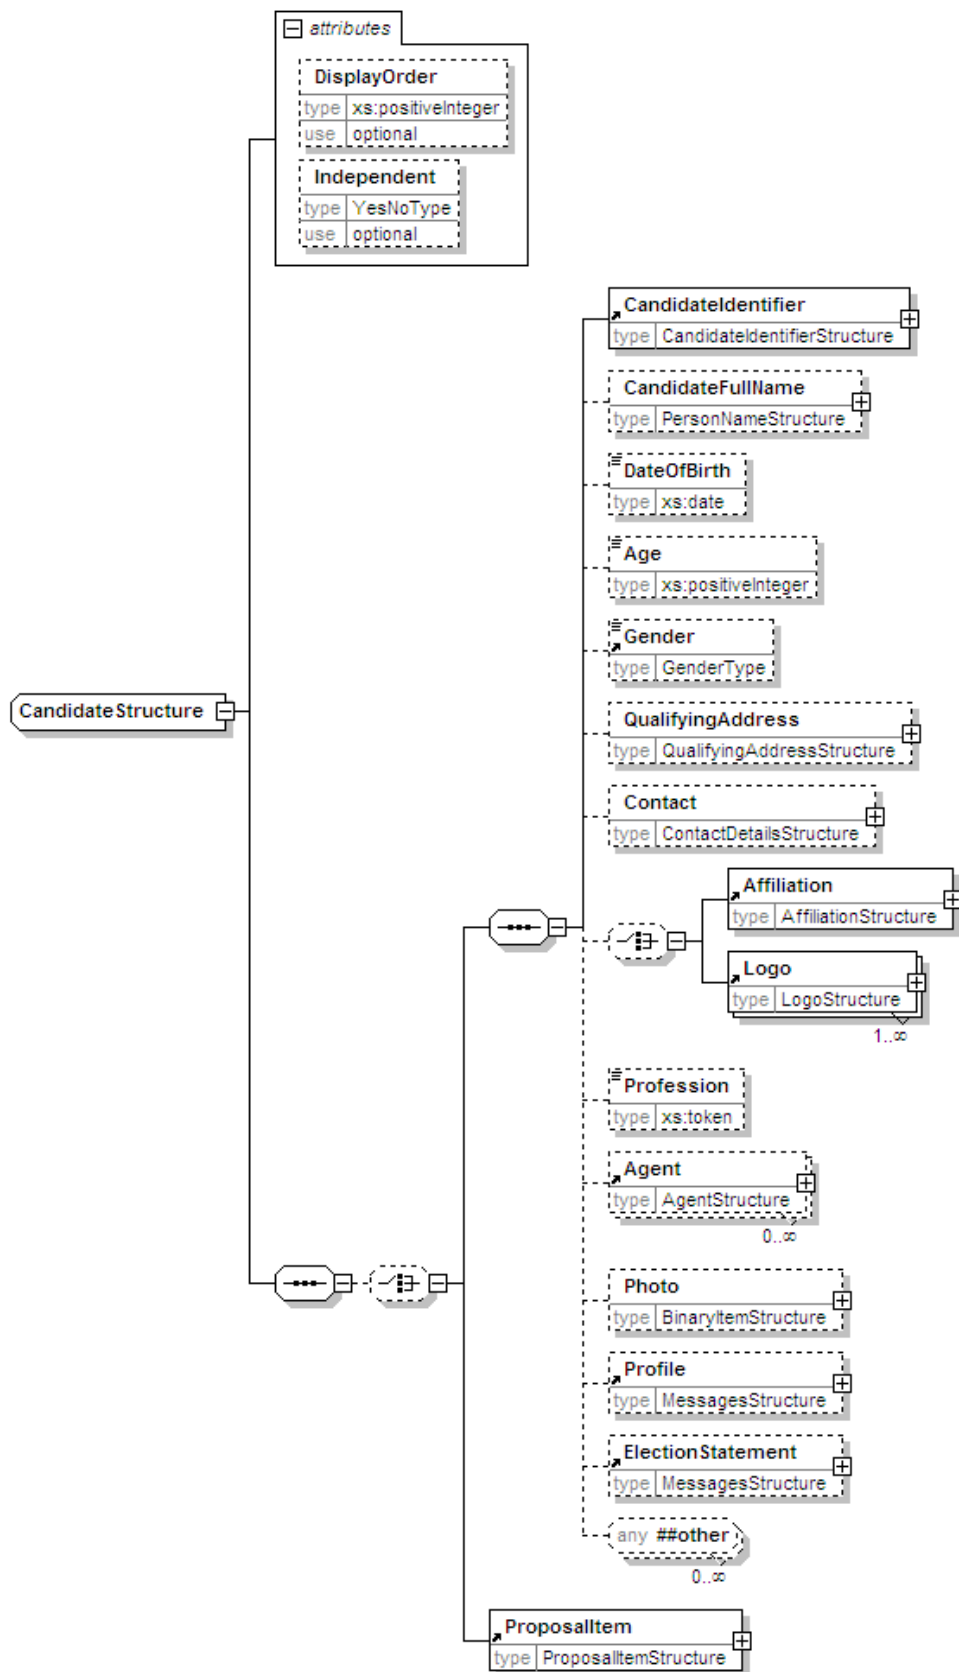 attributes
DisplayOrder
type xs:positiveInteger
use optional
Independent
type YesNoType
use optional
CandidateIdentifier
type CandidateIdentifierStructure
CandidateFullName
type PersonNameStructure
DateOfBirth
type xs:date
Age
type xs:positiveInteger
Gender
type GenderType
CandidateStructure
QualifyingAddress
type QualifyingAddressStructure
Contact
type ContactDetailsStructure
Affiliation
type AffiliationStructure
Logo
type LogoStructure
1..∞
Profession
type xs:token
Agent
type AgentStructure
0..∞
Photo
type BinaryItemStructure
Profile
type MessagesStructure
ElectionStatement
type MessagesStructure
any ##other
0..∞
ProposalItem
type ProposalItemStructure